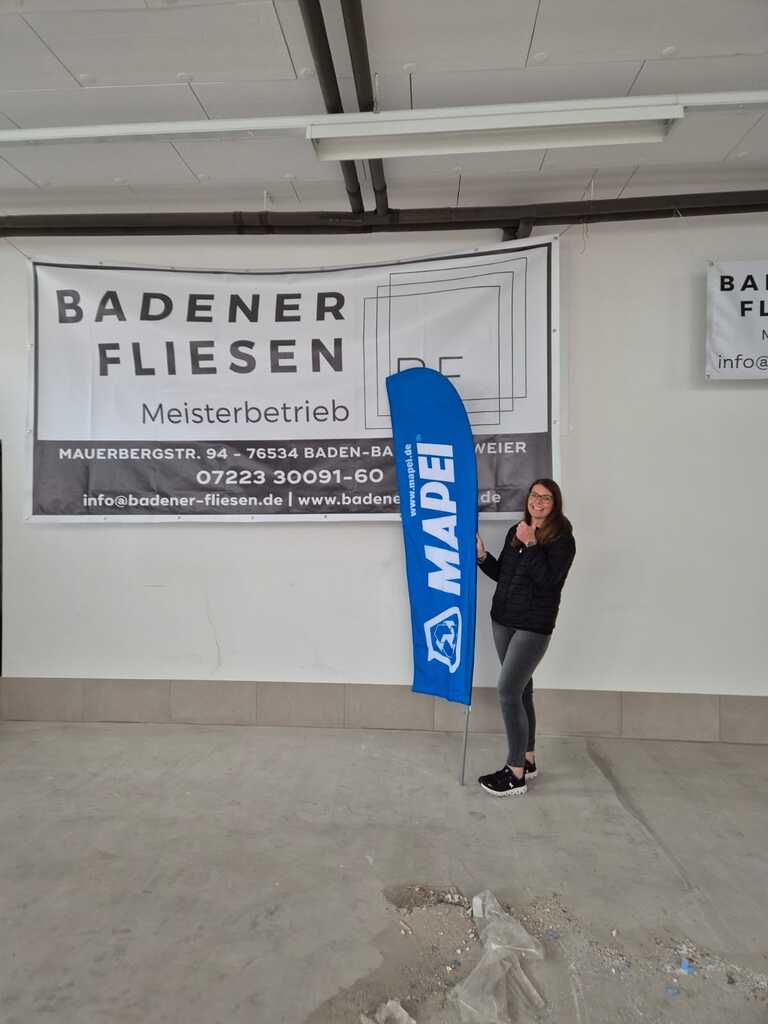 BADENER
FLIESEN
Meisterbetrieb
MAUERBERGSTR. 94 - 76534 BADEN-BA WEIER
07223 30091-60
info@badener-fliesen.de | www.badene de
www.mapei.de
MAPEI®
BA
FL
info@